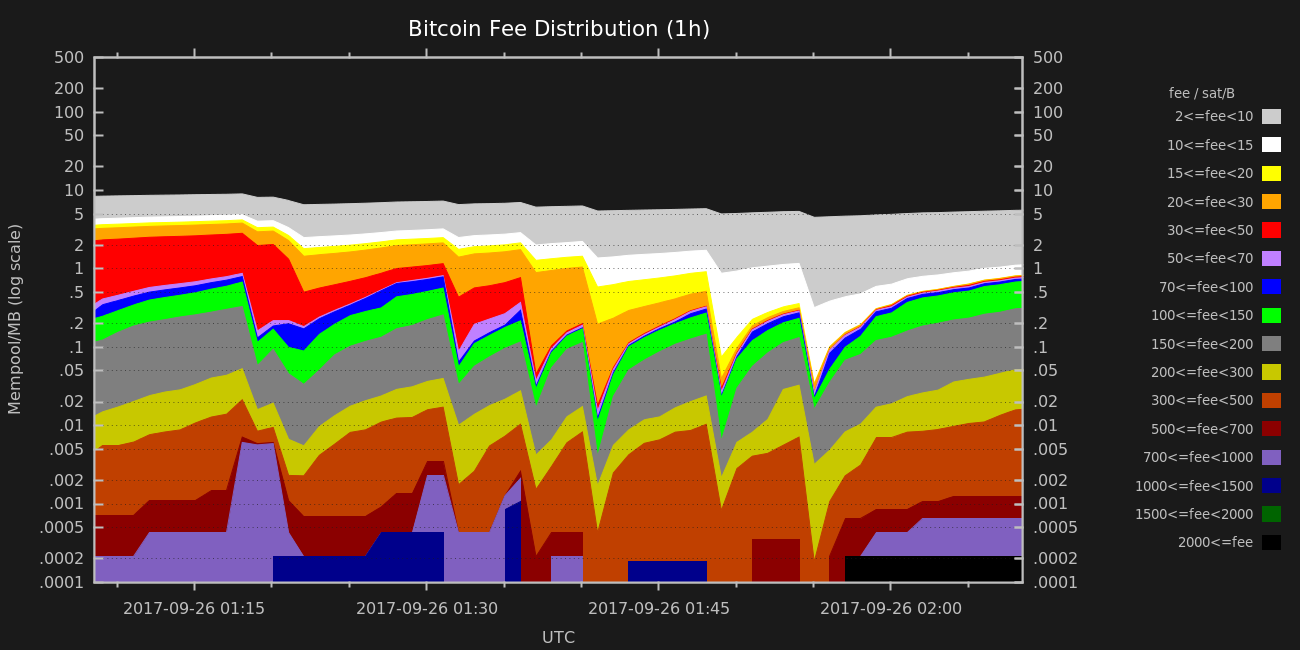 Bitcoin Fee Distribution (1h)
500
200
100
50
20
10
5
2
1
.5
.2
.1
.05
.02
.01
.005
.002
.001
.0005
.0002
.0001
Mempool/MB (log scale)
500
200
100
50
20
10
5
2
1
.5
.2
.1
.05
.02
.01
.005
.002
.001
.0005
.0002
.0001
2017-09-26 01:15
2017-09-26 01:30
2017-09-26 01:45
2017-09-26 02:00
UTC
fee / sat/B
2<=fee<10
10<=fee<15
15<=fee<20
20<=fee<30
30<=fee<50
50<=fee<70
70<=fee<100
100<=fee<150
150<=fee<200
200<=fee<300
300<=fee<500
500<=fee<700
700<=fee<1000
1000<=fee<1500
1500<=fee<2000
2000<=fee